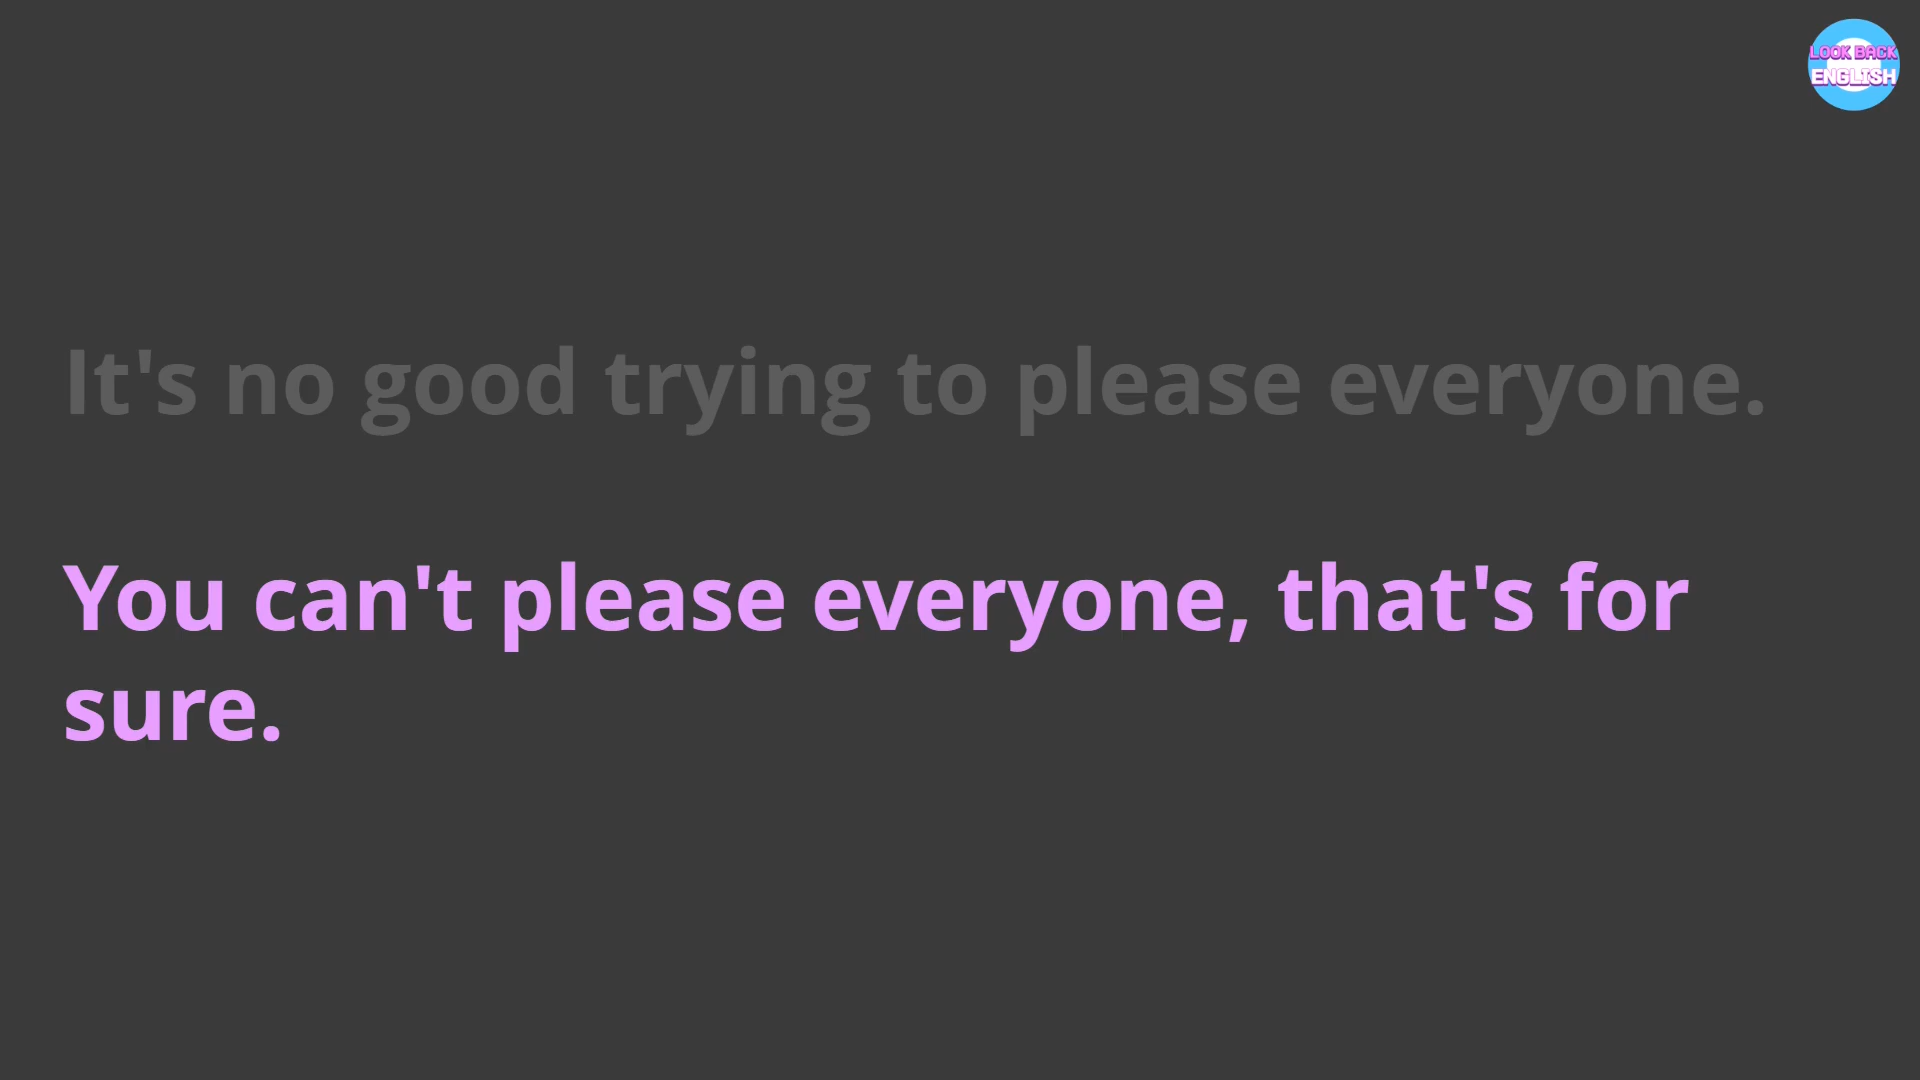 LOOK BACK
ENGLISH
It's no good trying to please everyone.
You can't please everyone, that's for
sure.